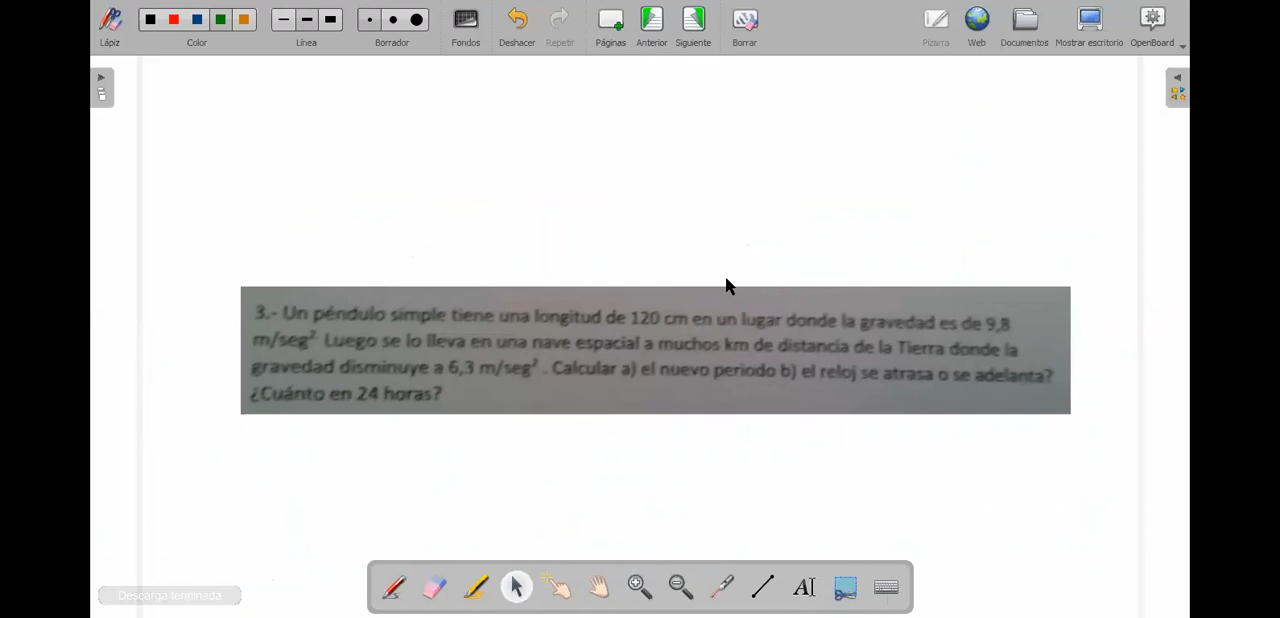 Lápiz Color Línea Borrador Fondos Deshacer Repetir Páginas Anterior Siguiente Borrar Pizarra Web Documentos Mostrar escritorio OpenBoard
3.- Un péndulo simple tiene una longitud de 120 cm en un lugar donde la gravedad es de 9,8
m/seg² Luego se lo lleva en una nave espacial a muchos km de distancia de la Tierra donde la
gravedad disminuye a 6,3 m/seg² . Calcular a) el nuevo periodo b) el reloj se atrasa o se adelanta?
¿Cuánto en 24 horas?
AI
Descarga terminada